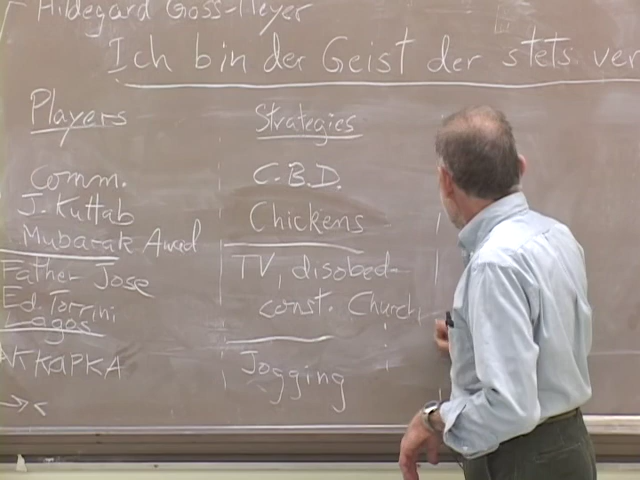 Hildegard Goss-Meyer
Ich bin der Geist der stets ver
Players
Strategies
Comm.
C.B.D.
J. Kuttab
Chickens
Mubarak Awad
Father Jose
TV, disobed-
Ed. Torrini
const. Church
Lagos
AKKAPKA
Jogging